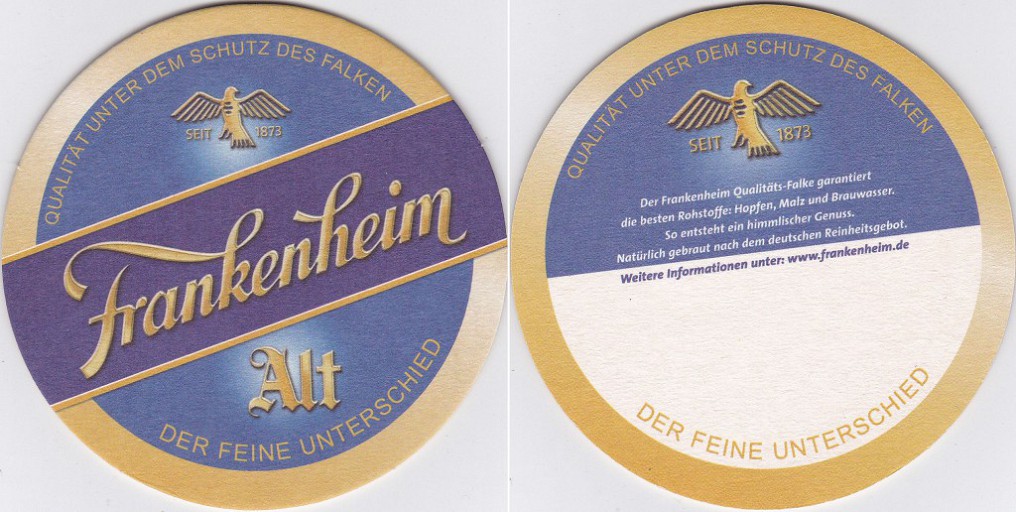 QUALITÄT UNTER DEM SCHUTZ DES FALKEN
SEIT 1873
Frankenheim
Alt
DER FEINE UNTERSCHIED
QUALITÄT UNTER DEM SCHUTZ DES FALKEN
SEIT 1873
Der Frankenheim Qualitäts-Falke garantiert
die besten Rohstoffe: Hopfen, Malz und Brauwasser.
So entsteht ein himmlischer Genuss.
Natürlich gebraut nach dem deutschen Reinheitsgebot.
Weitere Informationen unter: www.frankenheim.de
DER FEINE UNTERSCHIED